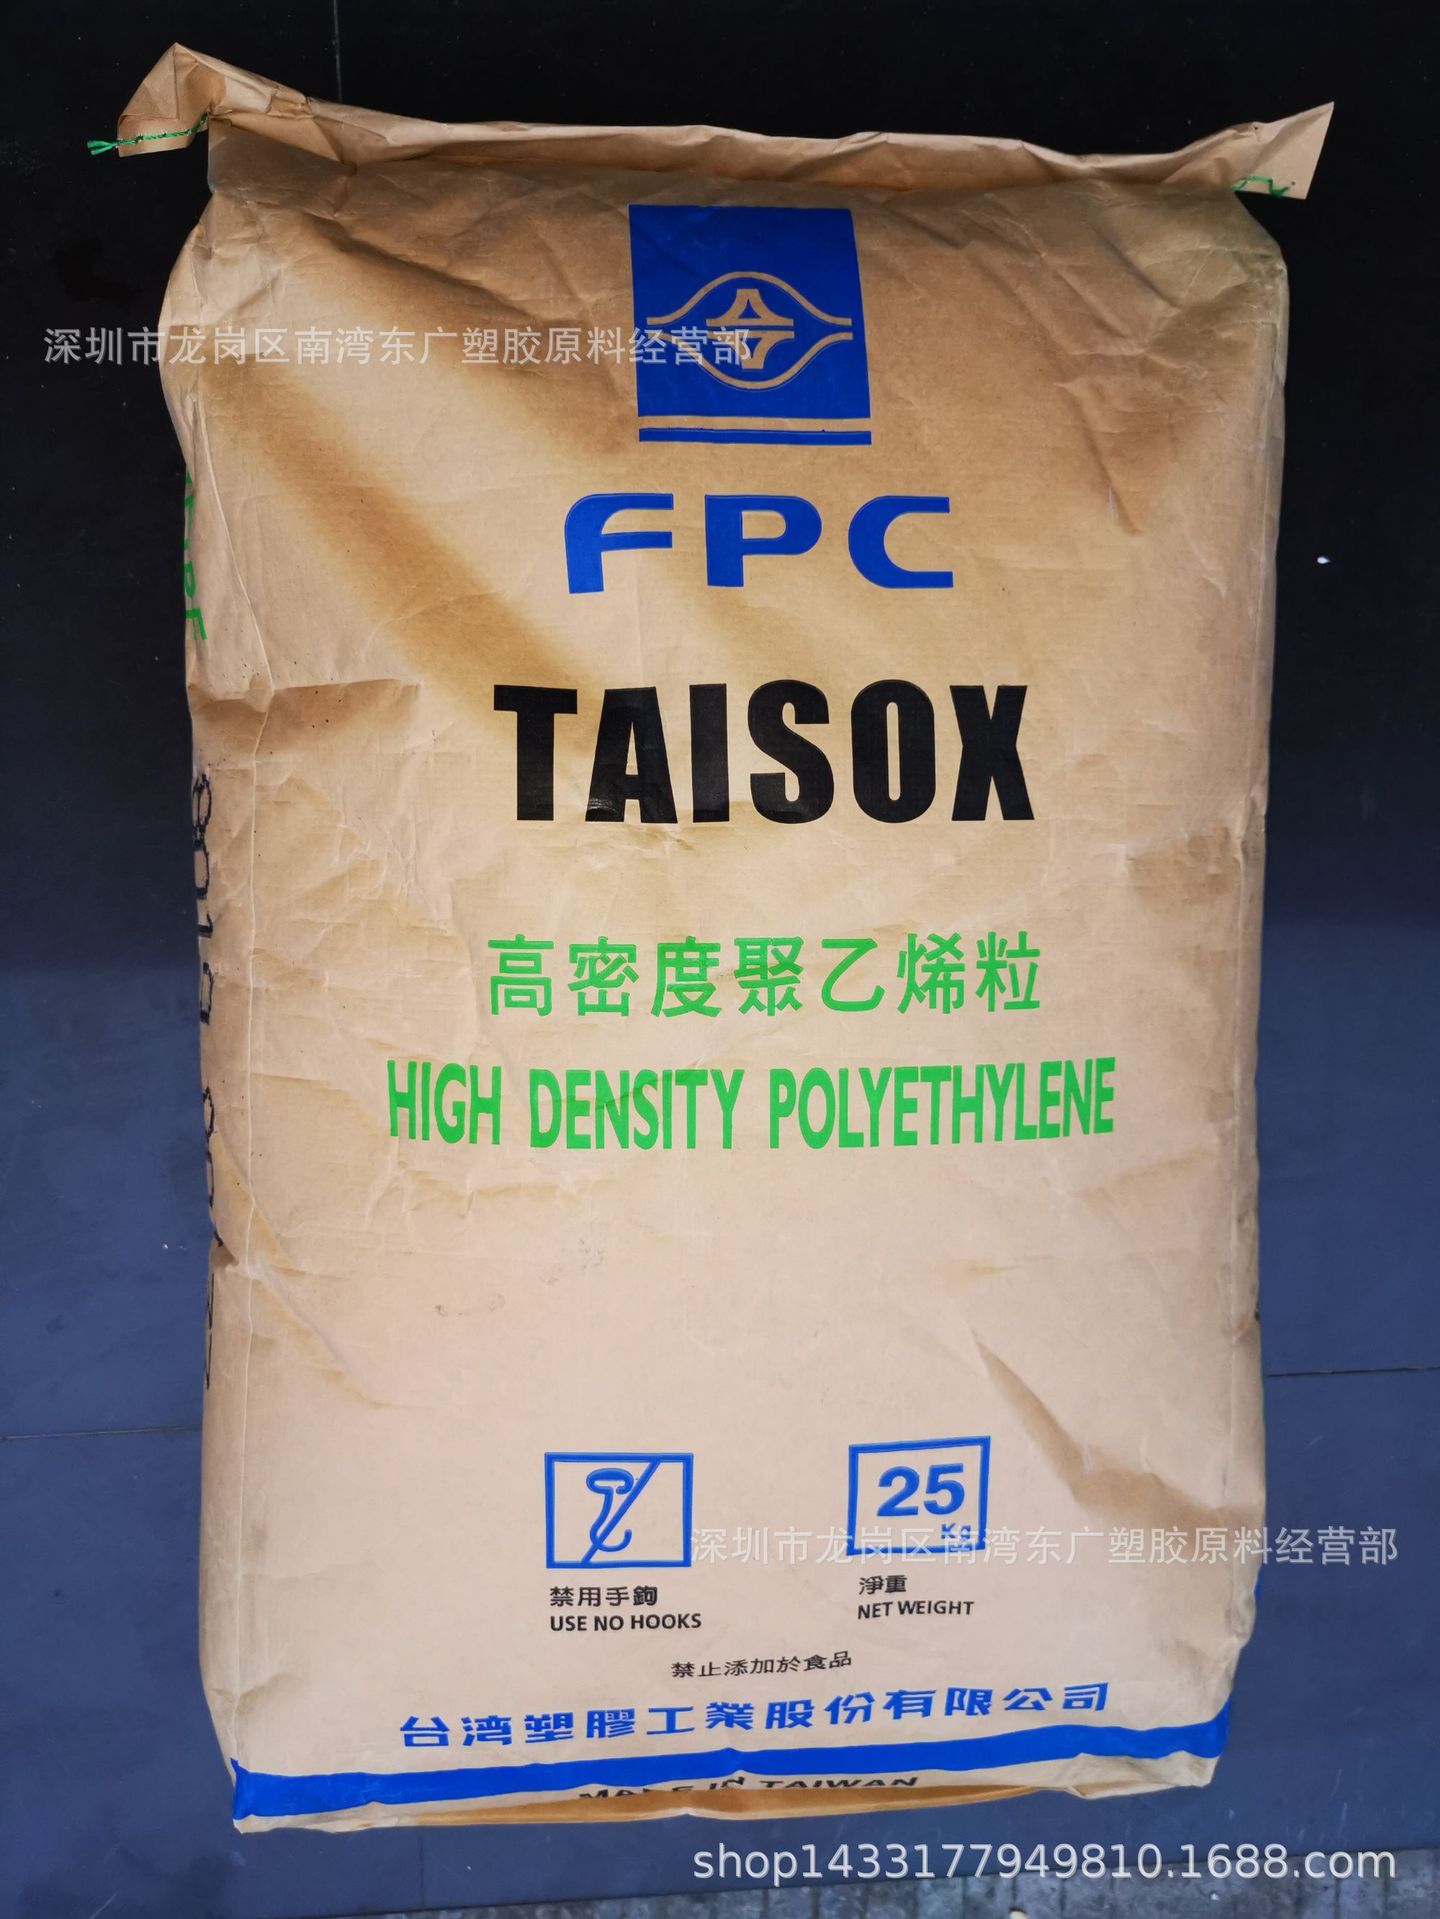 深圳市龙岗区南湾东广塑胶原料经营部
FPC
TAISOX
高密度聚乙烯粒
HIGH DENSITY POLYETHYLENE
25
Kg
深圳市龙岗区南湾东广塑胶原料经营部
禁用手鉤
USE NO HOOKS
淨重
NET WEIGHT
禁止添加於食品
台湾塑膠工業股份有限公司
MADE IN TAIWAN
shop1433177949810.1688.com